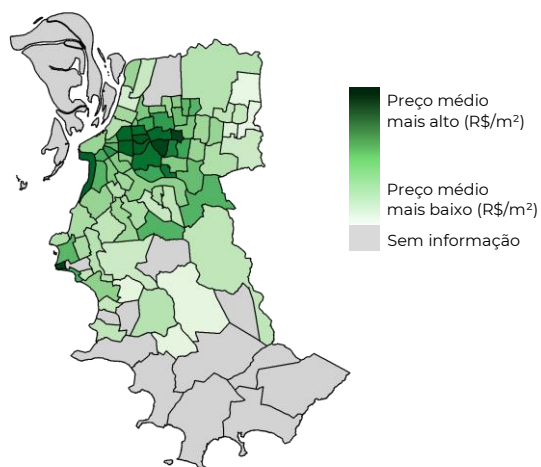 Preço médio
mais alto (R$/m²)
Preço médio
mais baixo (R$/m²)
Sem informação